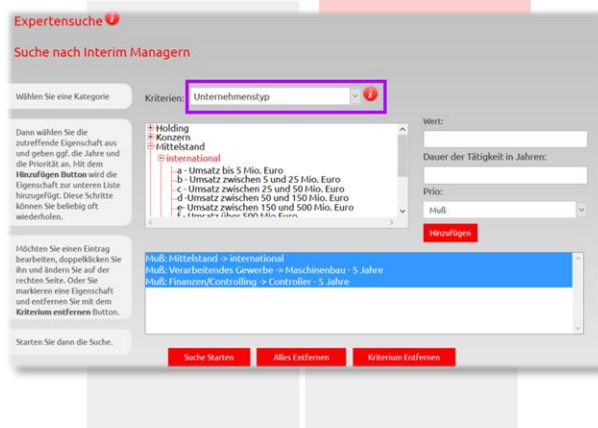 Expertensuche
Suche nach Interim Managern
Wählen Sie eine Kategorie
Kriterien:
Unternehmenstyp
Dann wählen Sie die
zutreffende Eigenschaft aus
und geben ggf. die Jahre und
die Priorität an. Mit dem
Hinzufügen Button wird die
Eigenschaft zur unteren Liste
hinzugefügt. Diese Schritte
können Sie beliebig oft
wiederholen.
Holding
Konzern
Mittelstand
international
a - Umsatz bis 5 Mio. Euro
b - Umsatz zwischen 5 und 25 Mio. Euro
c - Umsatz zwischen 25 und 50 Mio. Euro
d -Umsatz zwischen 50 und 150 Mio. Euro
e- Umsatz zwischen 150 und 500 Mio. Euro
f - Umsatz über 500 Mio Euro
Wert:
Dauer der Tätigkeit in Jahren:
Prio:
Muß
Hinzufügen
Möchten Sie einen Eintrag
bearbeiten, doppelklicken Sie
ihn und ändern Sie auf der
rechten Seite. Oder Sie
markieren eine Eigenschaft
und entfernen Sie mit dem
Kriterium entfernen Button.
Muß: Mittelstand -> international
Muß: Verarbeitendes Gewerbe -> Maschinenbau - 5 Jahre
Muß: Finanzen/Controlling -> Controller - 5 Jahre
Starten Sie dann die Suche.
Suche Starten
Alles Entfernen
Kriterium Entfernen